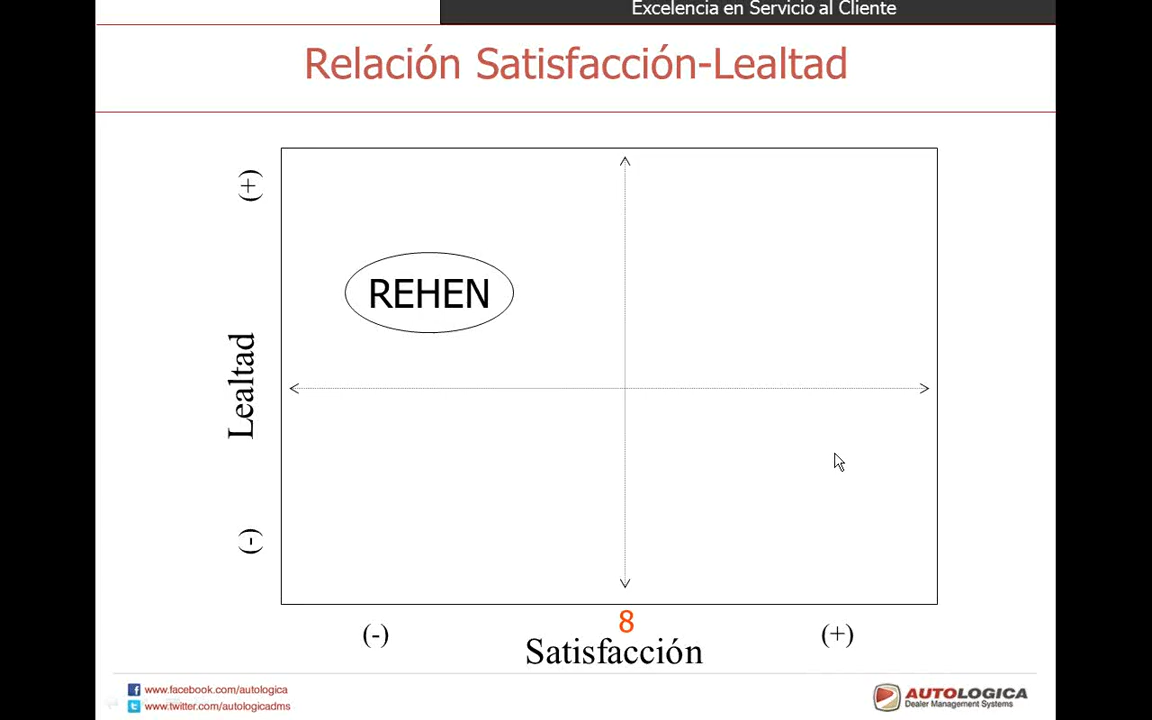 Excelencia en Servicio al Cliente
Relación Satisfacción-Lealtad
(+)
REHEN
Lealtad
(-)
8
(-)
(+)
Satisfacción
www.facebook.com/autologica
www.twitter.com/autologicadms
AUTOLOGICA
Dealer Management Systems